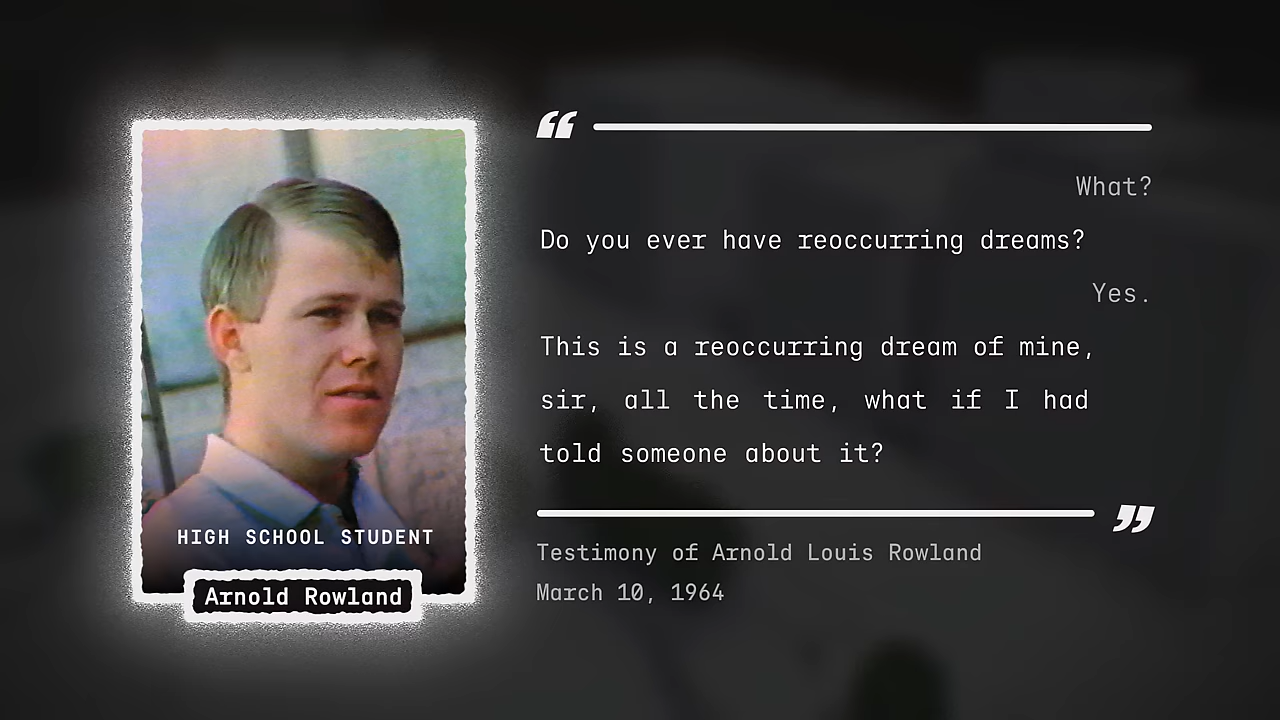 “
What?
Do you ever have reoccurring dreams?
Yes.
This is a reoccurring dream of mine,
sir, all the time, what if I had
told someone about it?
”
Testimony of Arnold Louis Rowland
March 10, 1964
HIGH SCHOOL STUDENT
Arnold Rowland